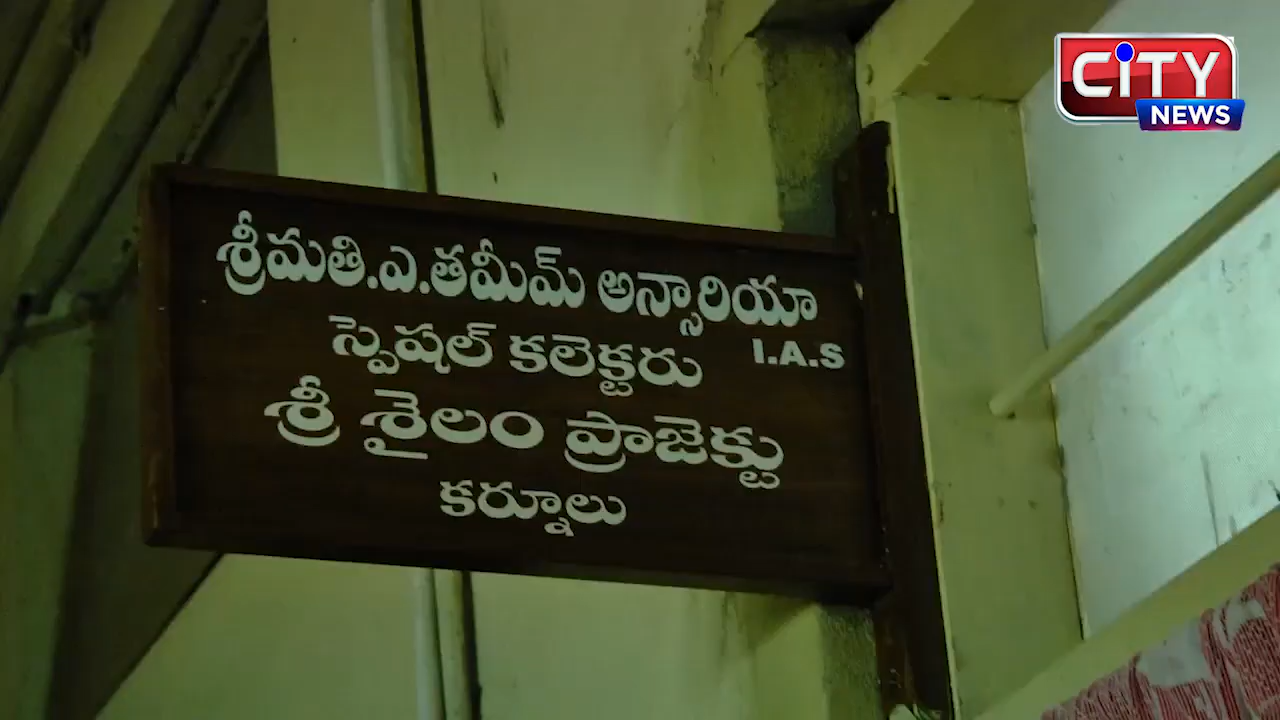 CiTY
NEWS
శ్రీమతి.ఎ.తమీమ్ అన్సారియా
I.A.S
స్పెషల్ కలెక్టరు
శ్రీ శైలం ప్రాజెక్టు
కర్నూలు